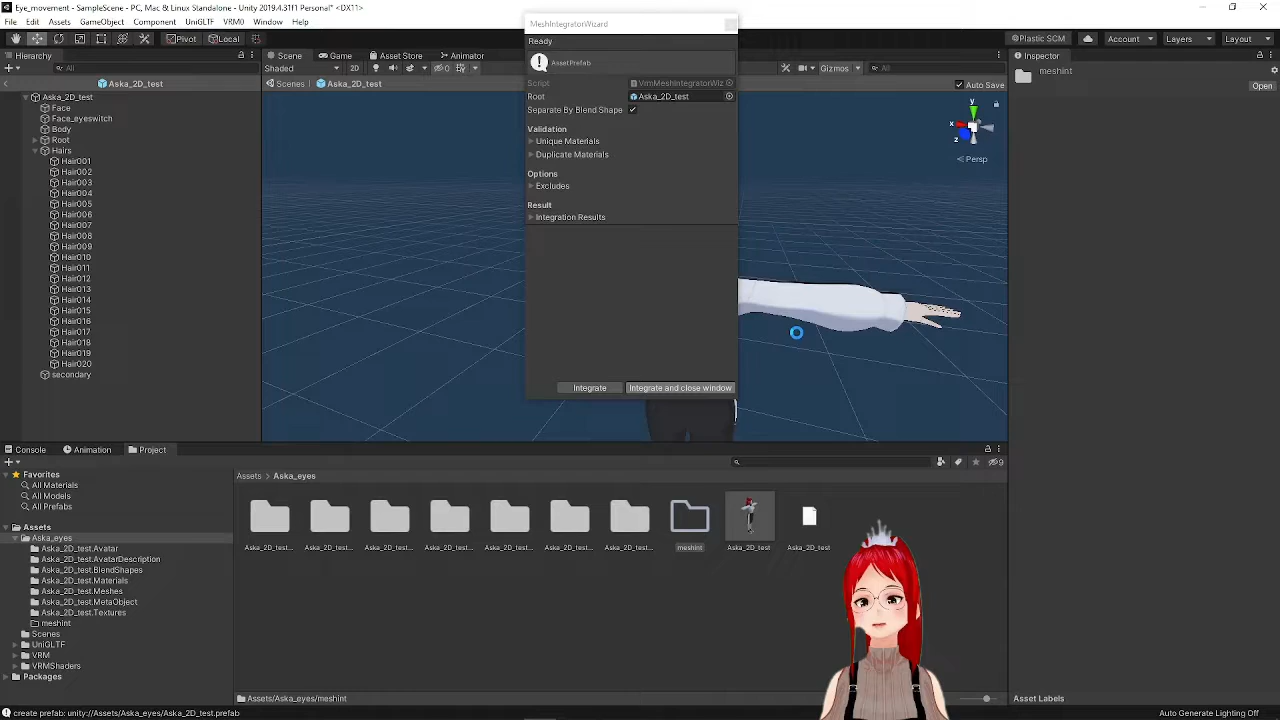 Eye_movement - SampleScene - PC, Mac & Linux Standalone - Unity 2019.4.31f1 Personal* <DX11>
File Edit Assets GameObject Component UniGLTF VRM0 Window Help
Pivot Local Plastic SCM Account Layers Layout
Hierarchy
All
Aska_2D_test
Aska_2D_test
Face
Face_eyeswitch
Body
Root
Hairs
Hair001
Hair002
Hair003
Hair004
Hair005
Hair006
Hair007
Hair008
Hair009
Hair010
Hair011
Hair012
Hair013
Hair014
Hair015
Hair016
Hair017
Hair018
Hair019
Hair020
secondary
Scene Game Asset Store Animator
Shaded 2D 0 Gizmos All
Scenes Aska_2D_test Auto Save
y
x
z
Persp
MeshIntegratorWizard
Ready
AssetPrefab
Script VrmMeshIntegratorWiz
Root Aska_2D_test
Separate By Blend Shape
Validation
Unique Materials
Duplicate Materials
Options
Excludes
Result
Integration Results
Integrate Integrate and close window
Inspector
meshint
Open
Console Animation Project
9
Favorites
All Materials
All Models
All Prefabs
Assets
Aska_eyes
Aska_2D_test.Avatar
Aska_2D_test.AvatarDescription
Aska_2D_test.BlendShapes
Aska_2D_test.Materials
Aska_2D_test.Meshes
Aska_2D_test.MetaObject
Aska_2D_test.Textures
meshint
Scenes
UniGLTF
VRM
VRMShaders
Packages
Assets > Aska_eyes
Aska_2D_test... Aska_2D_test... Aska_2D_test... Aska_2D_test... Aska_2D_test... Aska_2D_test... Aska_2D_test... meshint Aska_2D_test Aska_2D_test
Assets/Aska_eyes/meshint
Asset Labels
create prefab: unity://Assets/Aska_eyes/Aska_2D_test.prefab
Auto Generate Lighting Off